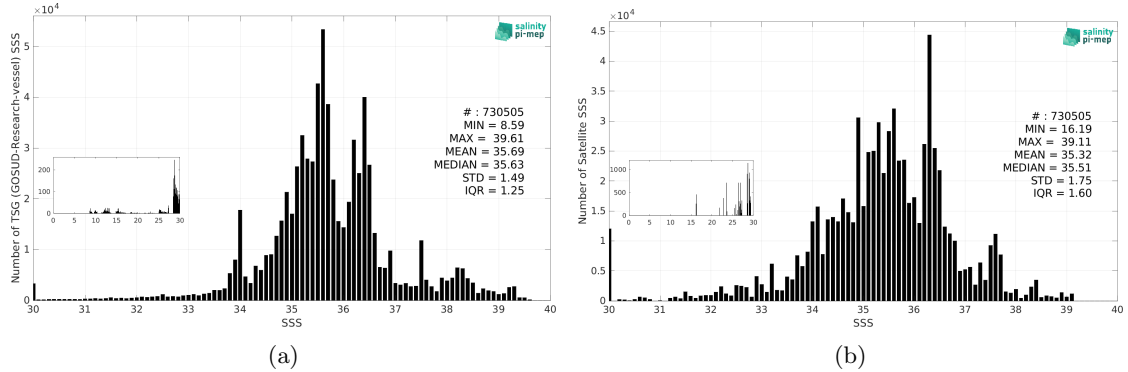 ×10⁴
5
4
3
2
1
0
Number of TSG (GOSUD-Research-vessel) SSS
salinity
pi-mep
# : 730505
MIN = 8.59
MAX = 39.61
MEAN = 35.69
MEDIAN = 35.63
STD = 1.49
IQR = 1.25
200
100
0
0 5 10 15 20 25 30
30 31 32 33 34 35 36 37 38 39 40
SSS
(a)
×10⁴
4.5
4
3.5
3
2.5
2
1.5
1
0.5
0
Number of Satellite SSS
salinity
pi-mep
# : 730505
MIN = 16.19
MAX = 39.11
MEAN = 35.32
MEDIAN = 35.51
STD = 1.75
IQR = 1.60
1000
500
0
0 5 10 15 20 25 30
30 31 32 33 34 35 36 37 38 39 40
SSS
(b)